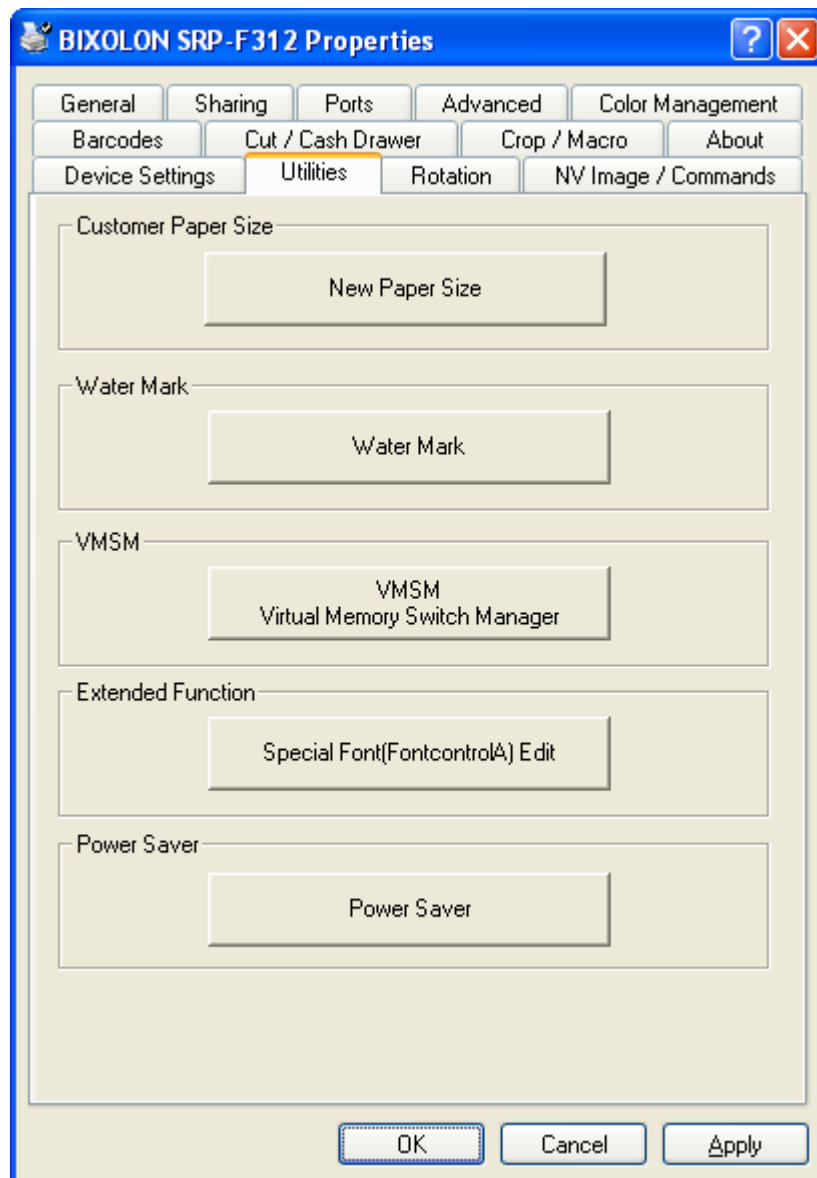 BIXOLON SRP-F312 Properties
?
X
General Sharing Ports Advanced Color Management
Barcodes Cut / Cash Drawer Crop / Macro About
Device Settings Utilities Rotation NV Image / Commands
Customer Paper Size
New Paper Size
Water Mark
Water Mark
VMSM
VMSM
Virtual Memory Switch Manager
Extended Function
Special Font(FontcontrolA) Edit
Power Saver
Power Saver
OK Cancel Apply